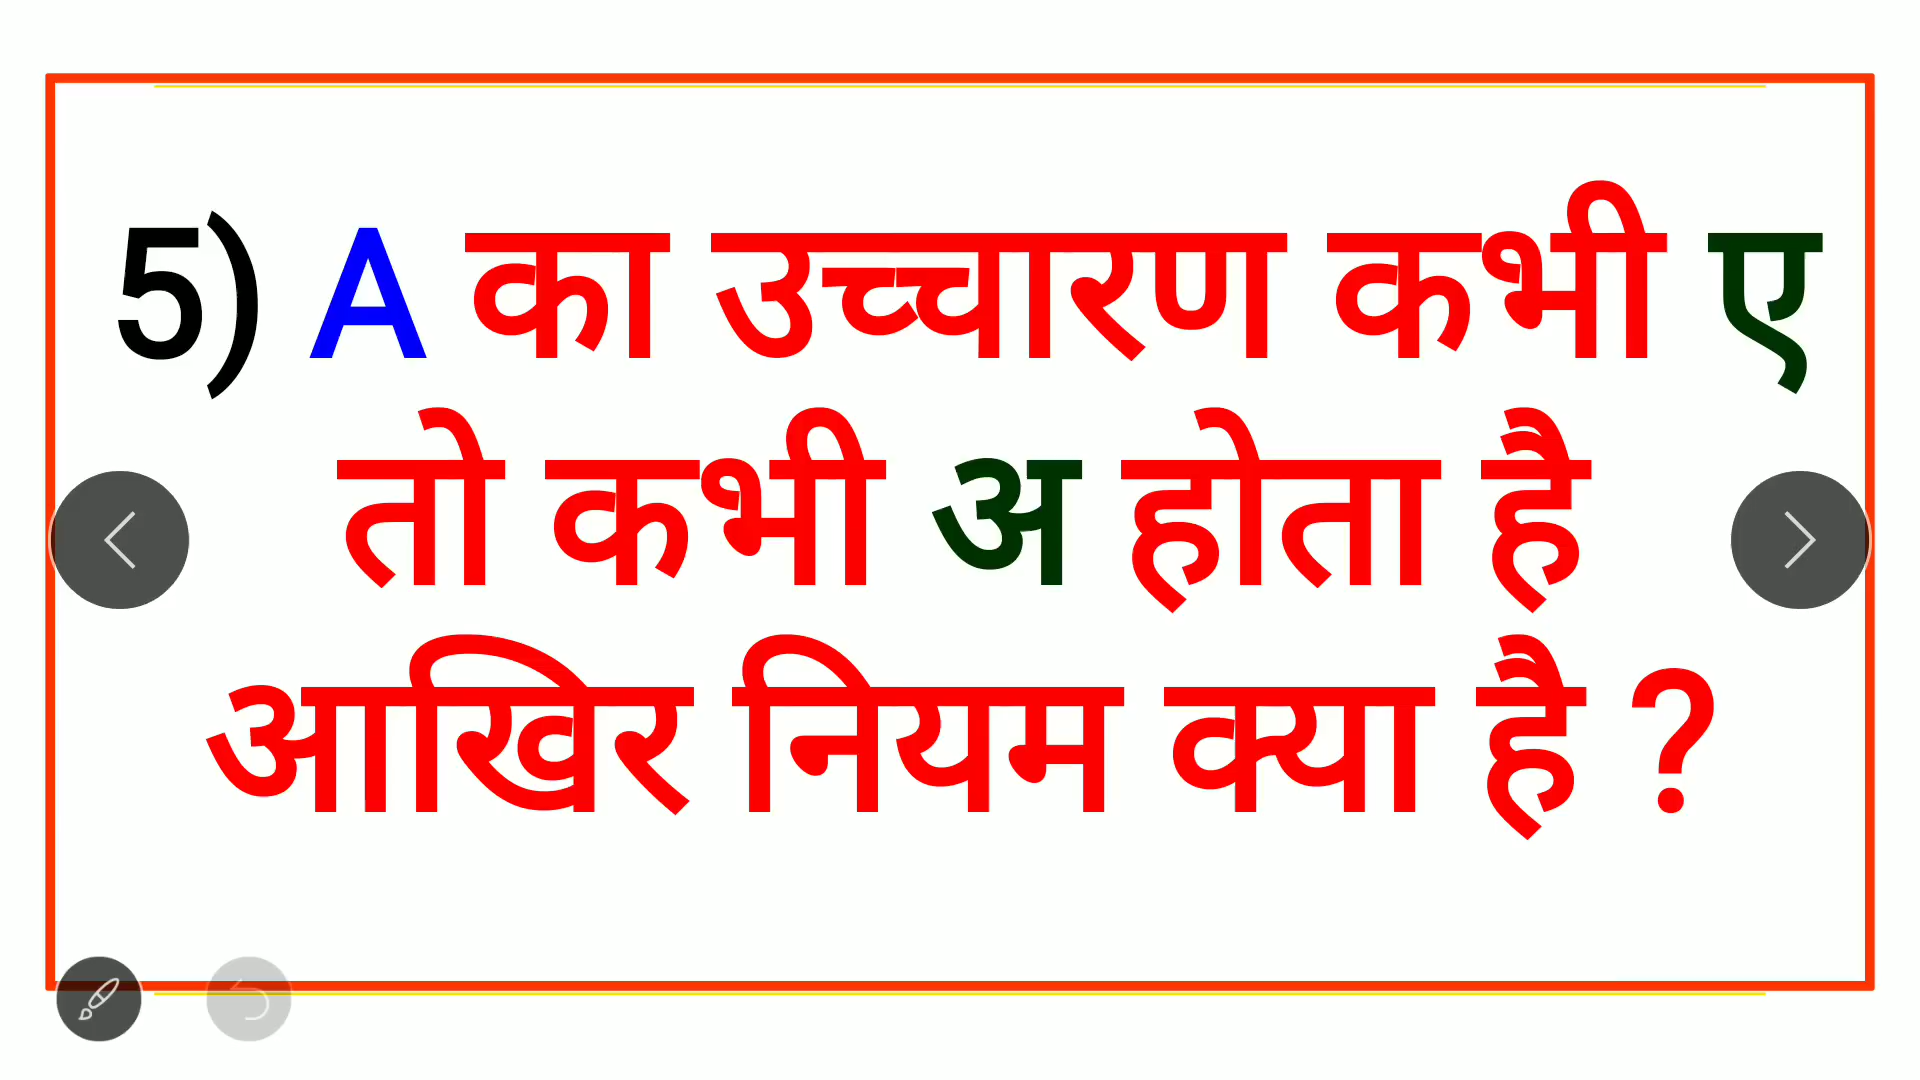 5) A का उच्चारण कभी ए
तो कभी अ होता है
आखिर नियम क्या है ?